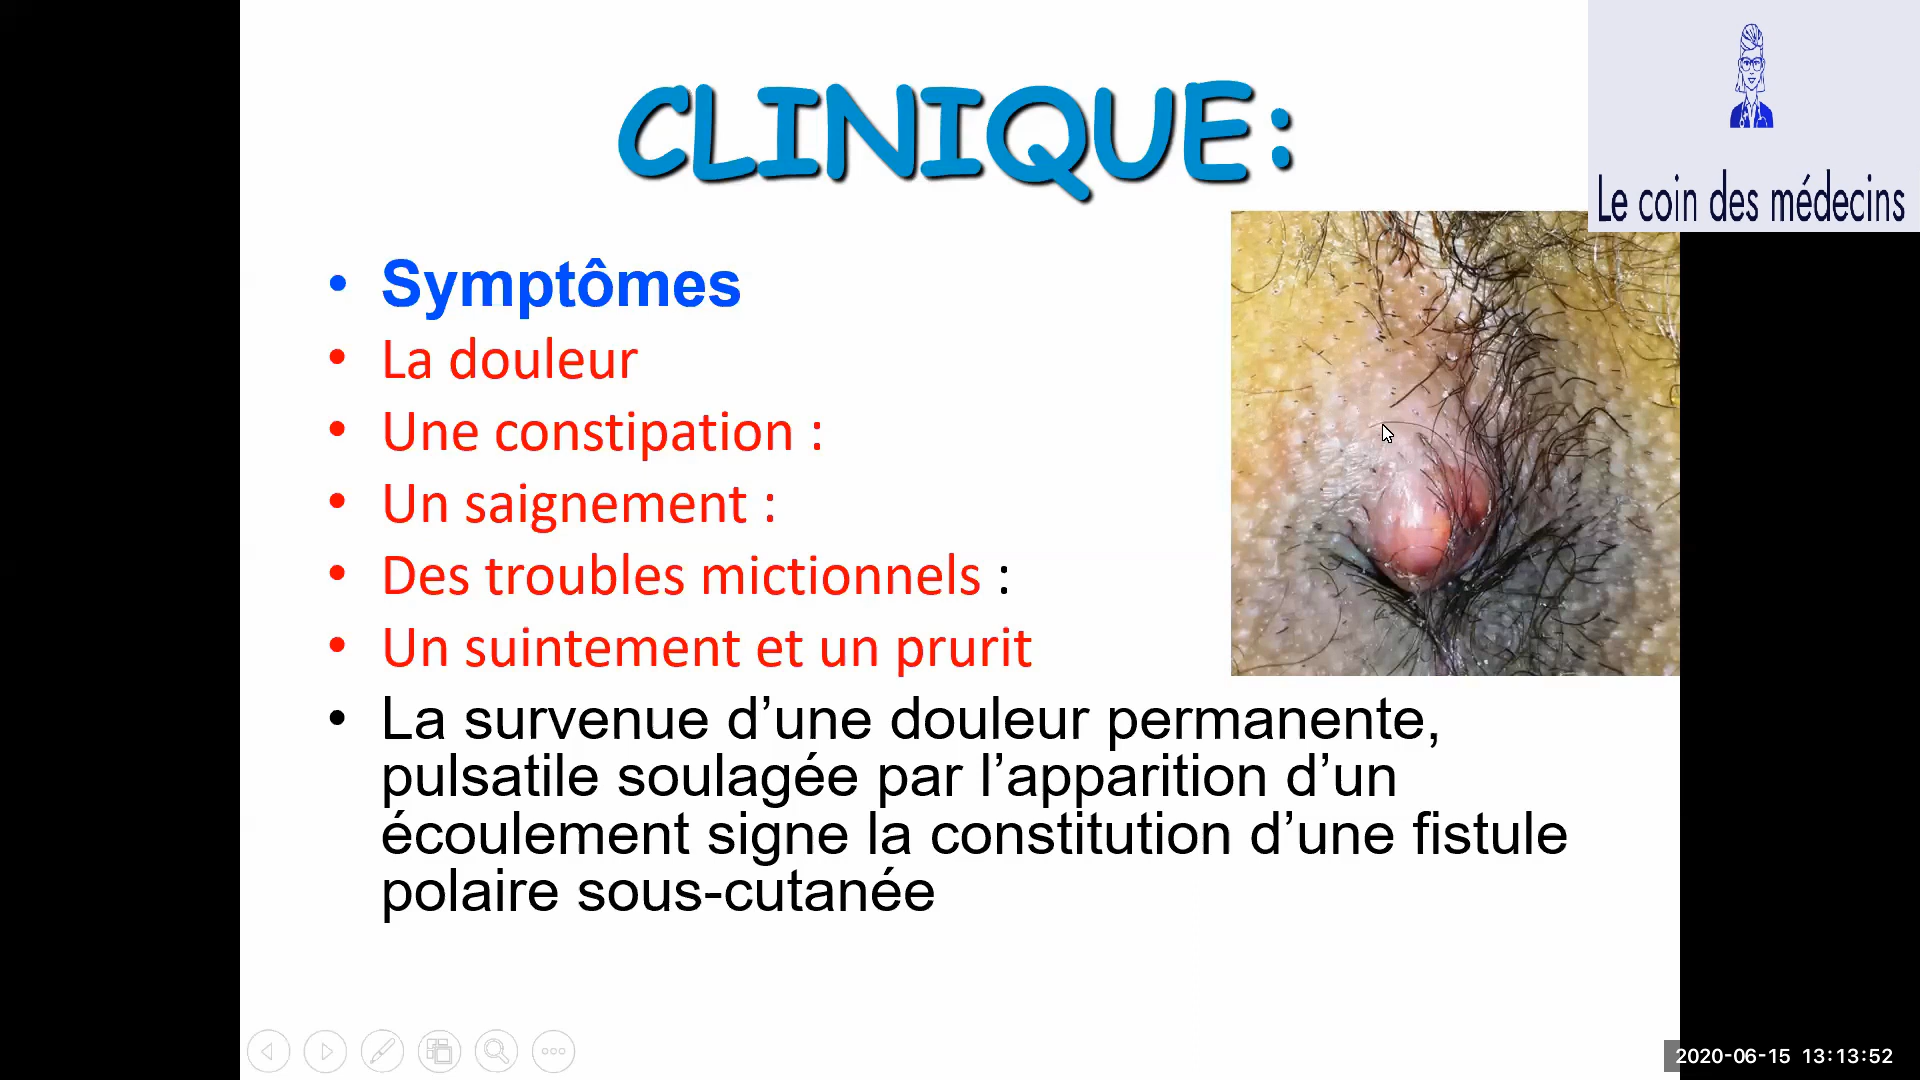 CLINIQUE:
Le coin des médecins
• Symptômes
• La douleur
• Une constipation :
• Un saignement :
• Des troubles mictionnels :
• Un suintement et un prurit
• La survenue d’une douleur permanente,
pulsatile soulagée par l’apparition d’un
écoulement signe la constitution d’une fistule
polaire sous-cutanée
2020-06-15 13:13:52